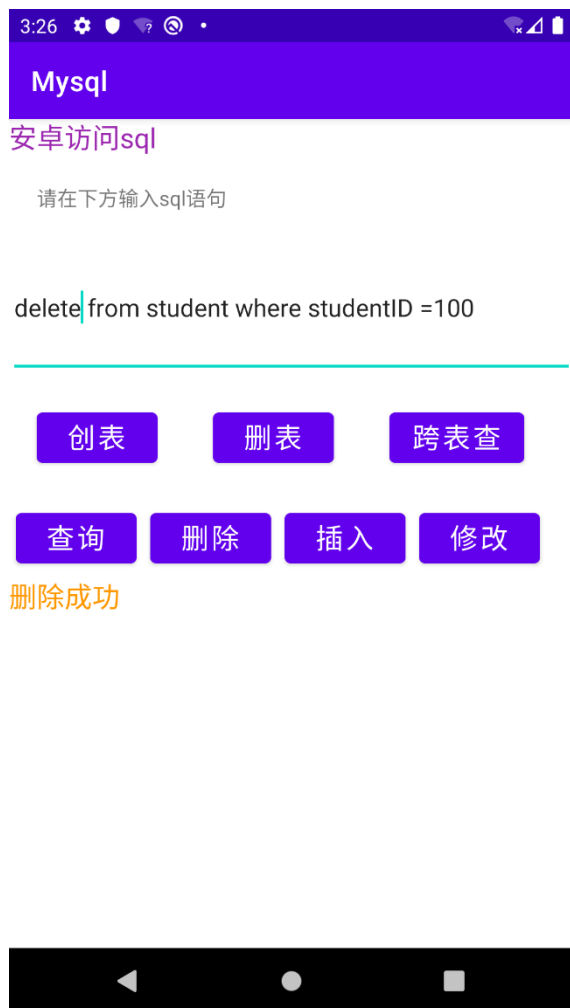 3:26
Mysql
安卓访问sql
请在下方输入sql语句
delete from student where studentID =100
创表 删表 跨表查
查询 删除 插入 修改
删除成功